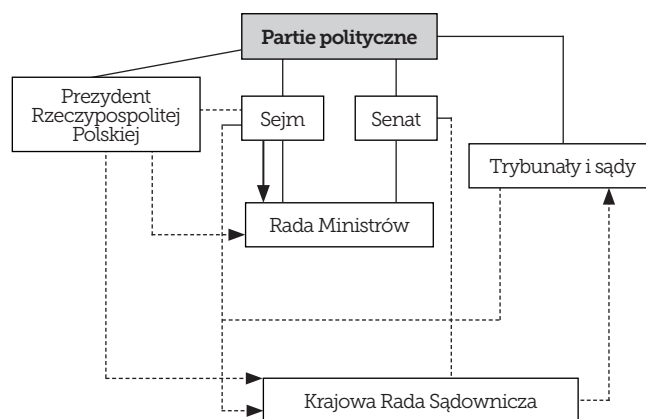 Partie polityczne
Prezydent
Rzeczypospolitej
Polskiej
Sejm
Senat
Trybunały i sądy
Rada Ministrów
Krajowa Rada Sądownicza